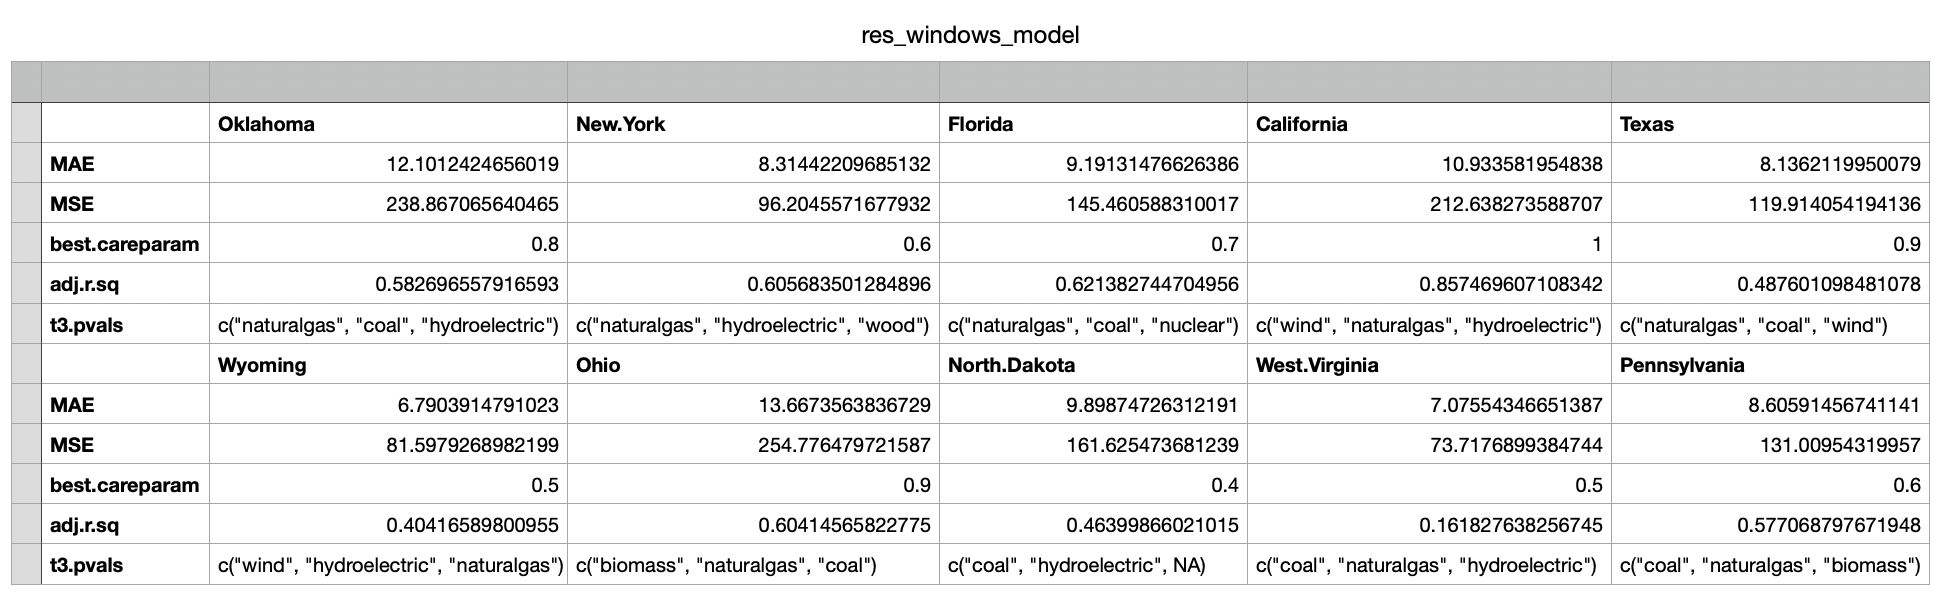 res_windows_model
Oklahoma New.York Florida California Texas
MAE 12.1012424656019 8.31442209685132 9.19131476626386 10.933581954838 8.1362119950079
MSE 238.867065640465 96.2045571677932 145.460588310017 212.638273588707 119.914054194136
best.careparam 0.8 0.6 0.7 1 0.9
adj.r.sq 0.582696557916593 0.605683501284896 0.621382744704956 0.857469607108342 0.487601098481078
t3.pvals c("naturalgas", "coal", "hydroelectric") c("naturalgas", "hydroelectric", "wood") c("naturalgas", "coal", "nuclear") c("wind", "naturalgas", "hydroelectric") c("naturalgas", "coal", "wind")
Wyoming Ohio North.Dakota West.Virginia Pennsylvania
MAE 6.7903914791023 13.6673563836729 9.89874726312191 7.07554346651387 8.60591456741141
MSE 81.5979268982199 254.776479721587 161.625473681239 73.7176899384744 131.00954319957
best.careparam 0.5 0.9 0.4 0.5 0.6
adj.r.sq 0.40416589800955 0.60414565822775 0.46399866021015 0.161827638256745 0.577068797671948
t3.pvals c("wind", "hydroelectric", "naturalgas") c("biomass", "naturalgas", "coal") c("coal", "hydroelectric", NA) c("coal", "naturalgas", "hydroelectric") c("coal", "naturalgas", "biomass")